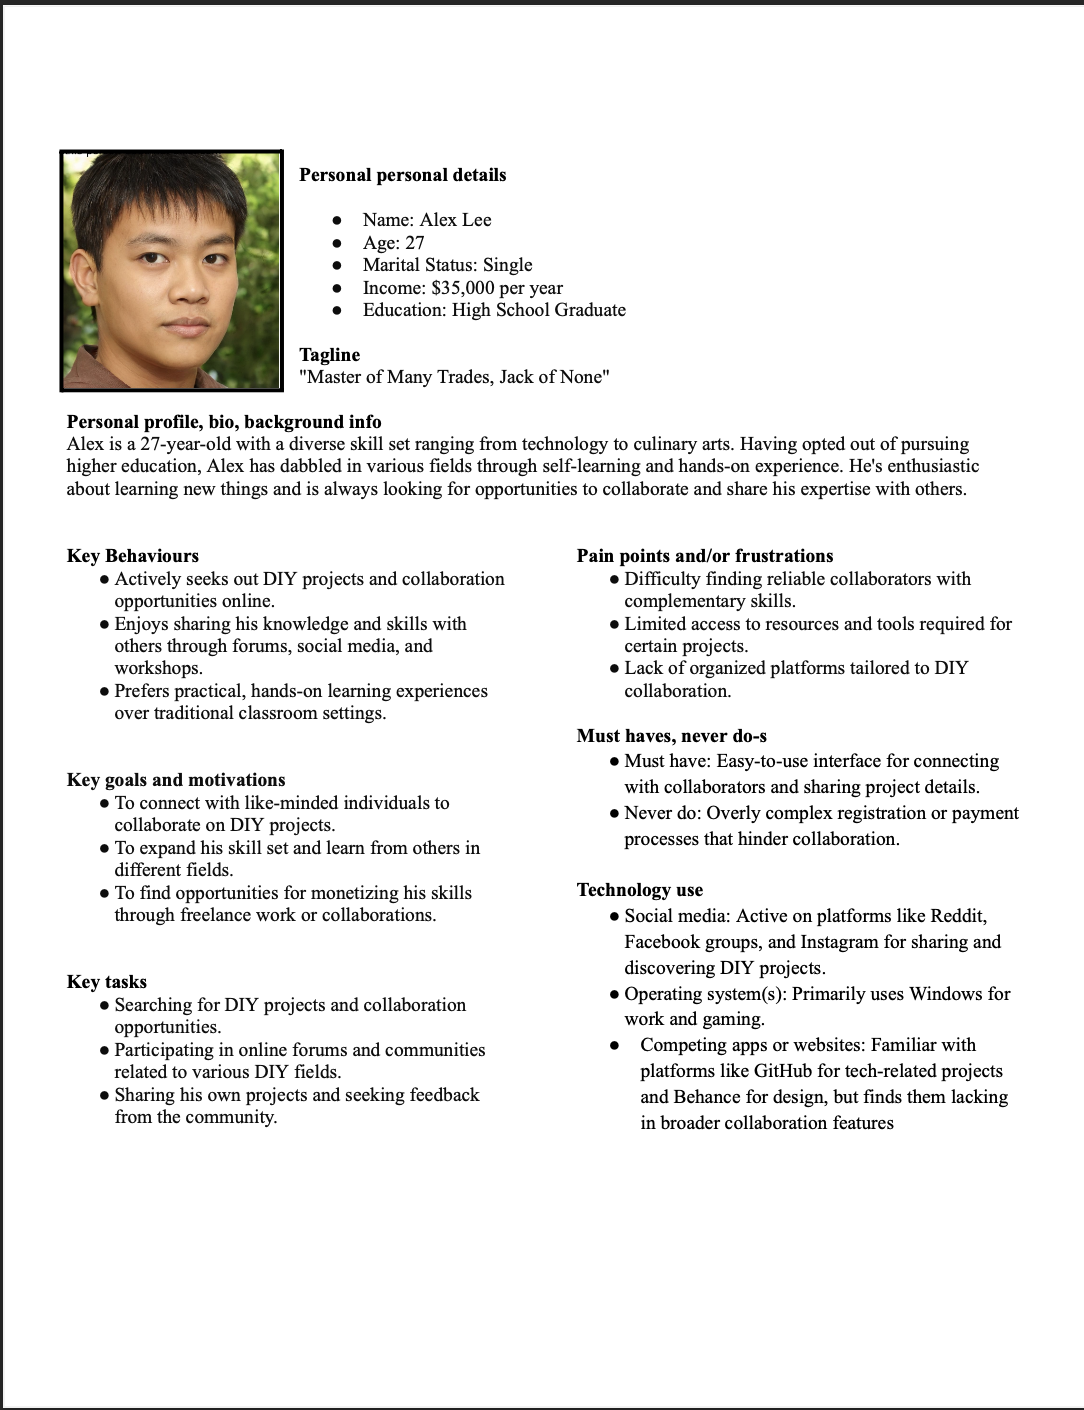 Personal personal details
● Name: Alex Lee
● Age: 27
● Marital Status: Single
● Income: $35,000 per year
● Education: High School Graduate
Tagline
"Master of Many Trades, Jack of None"
Personal profile, bio, background info
Alex is a 27-year-old with a diverse skill set ranging from technology to culinary arts. Having opted out of pursuing
higher education, Alex has dabbled in various fields through self-learning and hands-on experience. He's enthusiastic
about learning new things and is always looking for opportunities to collaborate and share his expertise with others.
Key Behaviours
● Actively seeks out DIY projects and collaboration
opportunities online.
● Enjoys sharing his knowledge and skills with
others through forums, social media, and
workshops.
● Prefers practical, hands-on learning experiences
over traditional classroom settings.
Key goals and motivations
● To connect with like-minded individuals to
collaborate on DIY projects.
● To expand his skill set and learn from others in
different fields.
● To find opportunities for monetizing his skills
through freelance work or collaborations.
Key tasks
● Searching for DIY projects and collaboration
opportunities.
● Participating in online forums and communities
related to various DIY fields.
● Sharing his own projects and seeking feedback
from the community.
Pain points and/or frustrations
● Difficulty finding reliable collaborators with
complementary skills.
● Limited access to resources and tools required for
certain projects.
● Lack of organized platforms tailored to DIY
collaboration.
Must haves, never do-s
● Must have: Easy-to-use interface for connecting
with collaborators and sharing project details.
● Never do: Overly complex registration or payment
processes that hinder collaboration.
Technology use
● Social media: Active on platforms like Reddit,
Facebook groups, and Instagram for sharing and
discovering DIY projects.
● Operating system(s): Primarily uses Windows for
work and gaming.
● Competing apps or websites: Familiar with
platforms like GitHub for tech-related projects
and Behance for design, but finds them lacking
in broader collaboration features